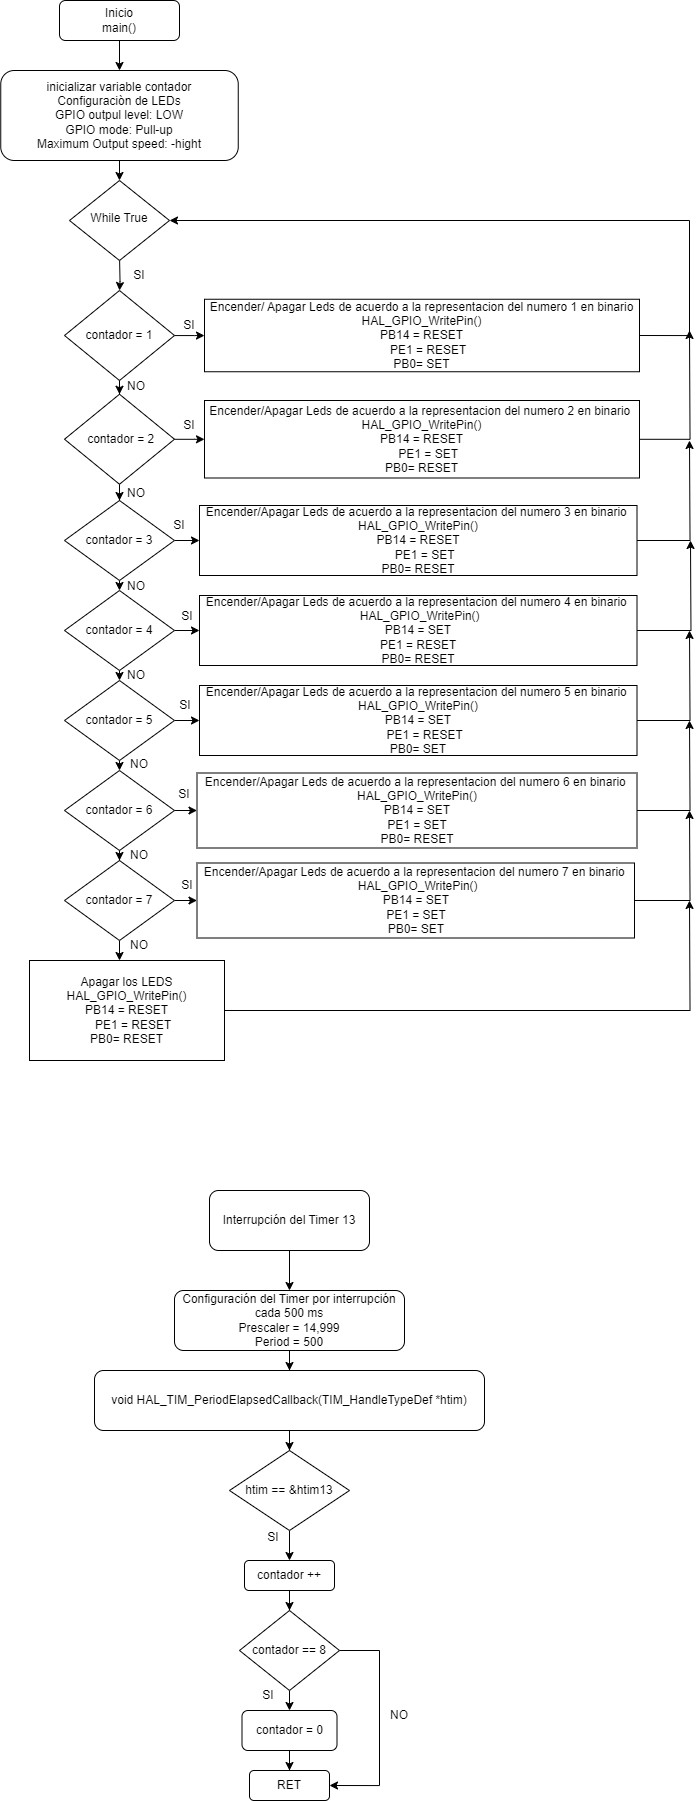 Inicio
main()
inicializar variable contador
Configuraciòn de LEDs
GPIO outpul level: LOW
GPIO mode: Pull-up
Maximum Output speed: -hight
While True
SI
contador = 1
SI
Encender/ Apagar Leds de acuerdo a la representacion del numero 1 en binario
HAL_GPIO_WritePin()
PB14 = RESET
PE1 = RESET
PB0= SET
NO
contador = 2
SI
Encender/Apagar Leds de acuerdo a la representacion del numero 2 en binario
HAL_GPIO_WritePin()
PB14 = RESET
PE1 = SET
PB0= RESET
NO
contador = 3
SI
Encender/Apagar Leds de acuerdo a la representacion del numero 3 en binario
HAL_GPIO_WritePin()
PB14 = RESET
PE1 = SET
PB0= RESET
NO
contador = 4
SI
Encender/Apagar Leds de acuerdo a la representacion del numero 4 en binario
HAL_GPIO_WritePin()
PB14 = SET
PE1 = RESET
PB0= RESET
NO
contador = 5
SI
Encender/Apagar Leds de acuerdo a la representacion del numero 5 en binario
HAL_GPIO_WritePin()
PB14 = SET
PE1 = RESET
PB0= SET
NO
contador = 6
SI
Encender/Apagar Leds de acuerdo a la representacion del numero 6 en binario
HAL_GPIO_WritePin()
PB14 = SET
PE1 = SET
PB0= RESET
NO
contador = 7
SI
Encender/Apagar Leds de acuerdo a la representacion del numero 7 en binario
HAL_GPIO_WritePin()
PB14 = SET
PE1 = SET
PB0= SET
NO
Apagar los LEDS
HAL_GPIO_WritePin()
PB14 = RESET
PE1 = RESET
PB0= RESET
Interrupción del Timer 13
Configuración del Timer por interrupción
cada 500 ms
Prescaler = 14,999
Period = 500
void HAL_TIM_PeriodElapsedCallback(TIM_HandleTypeDef *htim)
htim == &htim13
SI
contador ++
contador == 8
SI
NO
contador = 0
RET